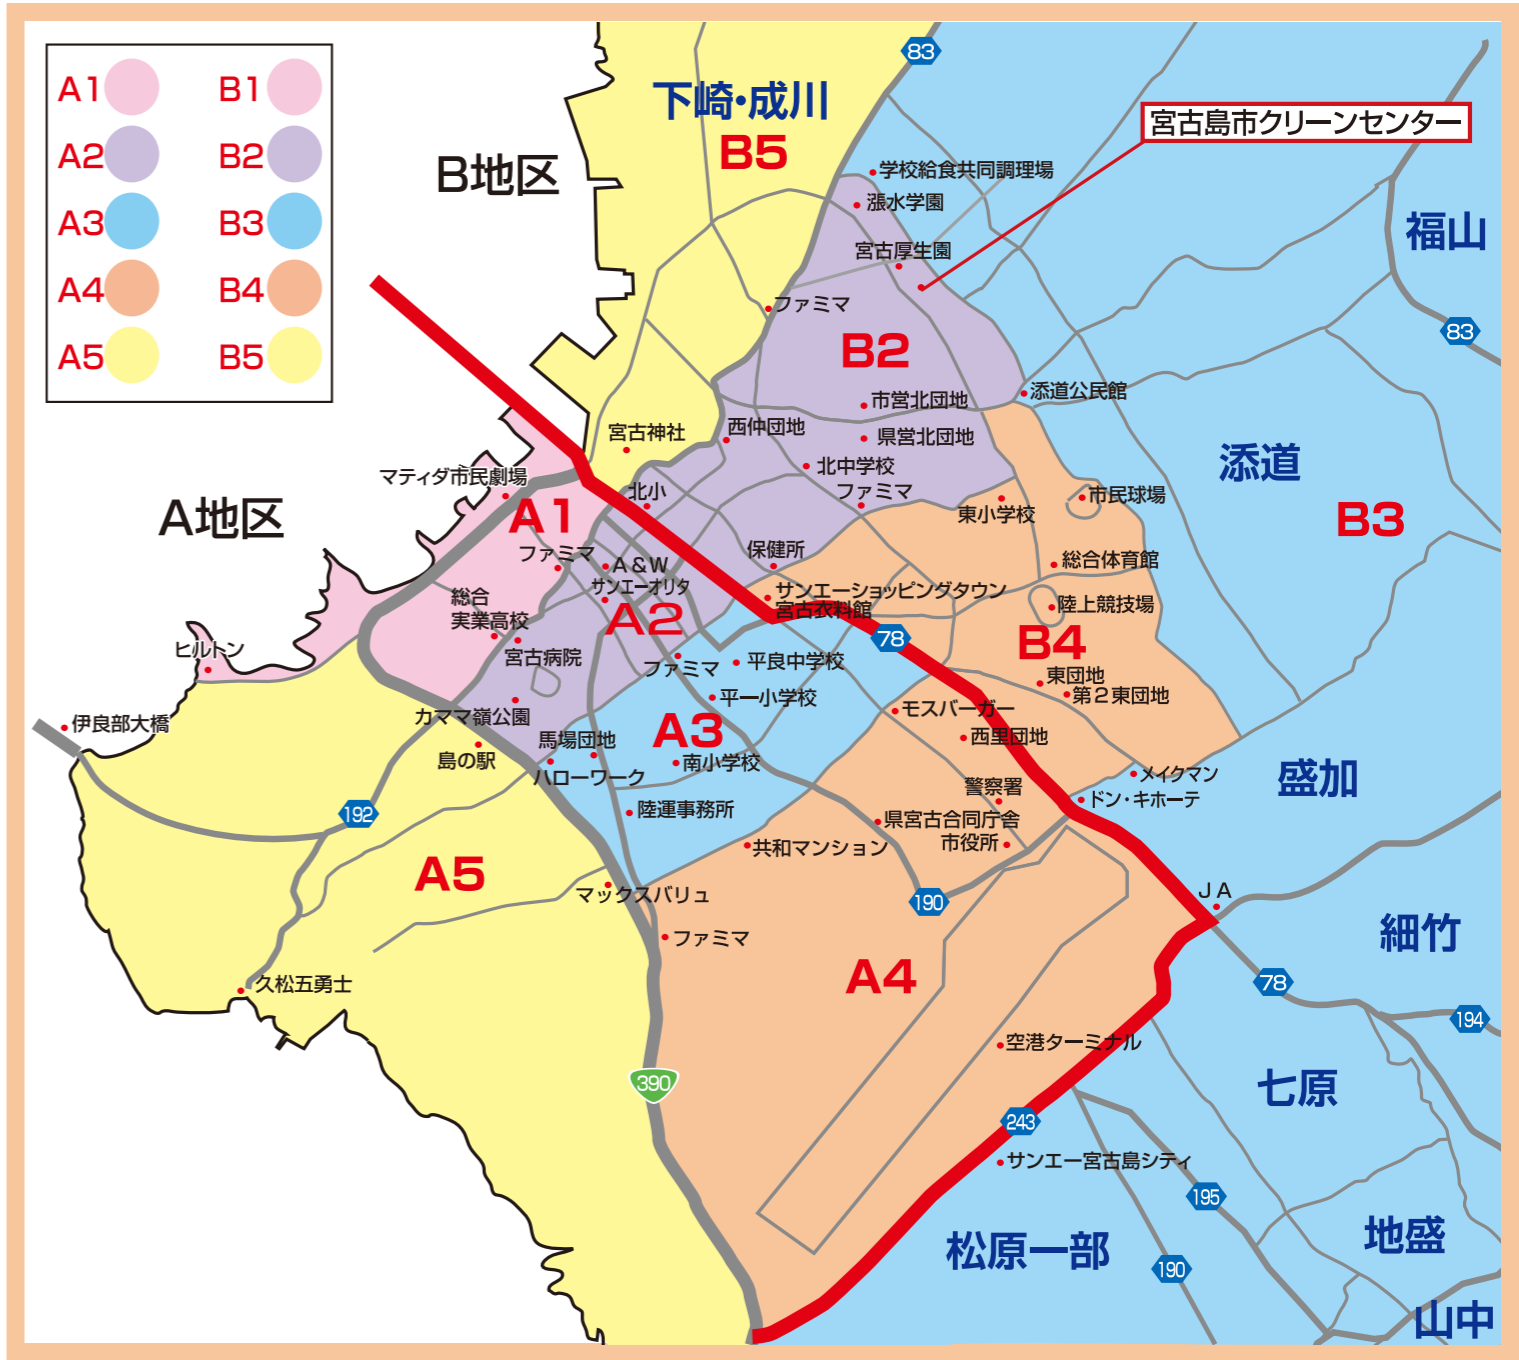 A1
B1
A2
B2
A3
B3
A4
B4
A5
B5
B地区
A地区
下崎・成川
B5
83
宮古島市クリーンセンター
学校給食共同調理場
漲水学園
宮古厚生園
福山
83
ファミマ
B2
添道公民館
市営北団地
県営北団地
西仲団地
宮古神社
北中学校
ファミマ
添道
B3
マティダ市民劇場
北小
A1
東小学校
市民球場
ファミマ
A&W
サンエーオリタ
保健所
総合体育館
A2
サンエーショッピングタウン
宮古衣料館
陸上競技場
総合
実業高校
78
B4
ヒルトン
宮古病院
ファミマ
平良中学校
東団地
第2東団地
平一小学校
モスバーガー
カママ嶺公園
伊良部大橋
A3
西里団地
馬場団地
島の駅
ハローワーク
南小学校
メイクマン
盛加
警察署
ドン・キホーテ
192
陸運事務所
県宮古合同庁舎
市役所
共和マンション
A5
マックスバリュ
190
JA
細竹
ファミマ
A4
久松五勇士
78
194
空港ターミナル
390
七原
243
サンエー宮古島シティ
195
松原一部
地盛
190
山中